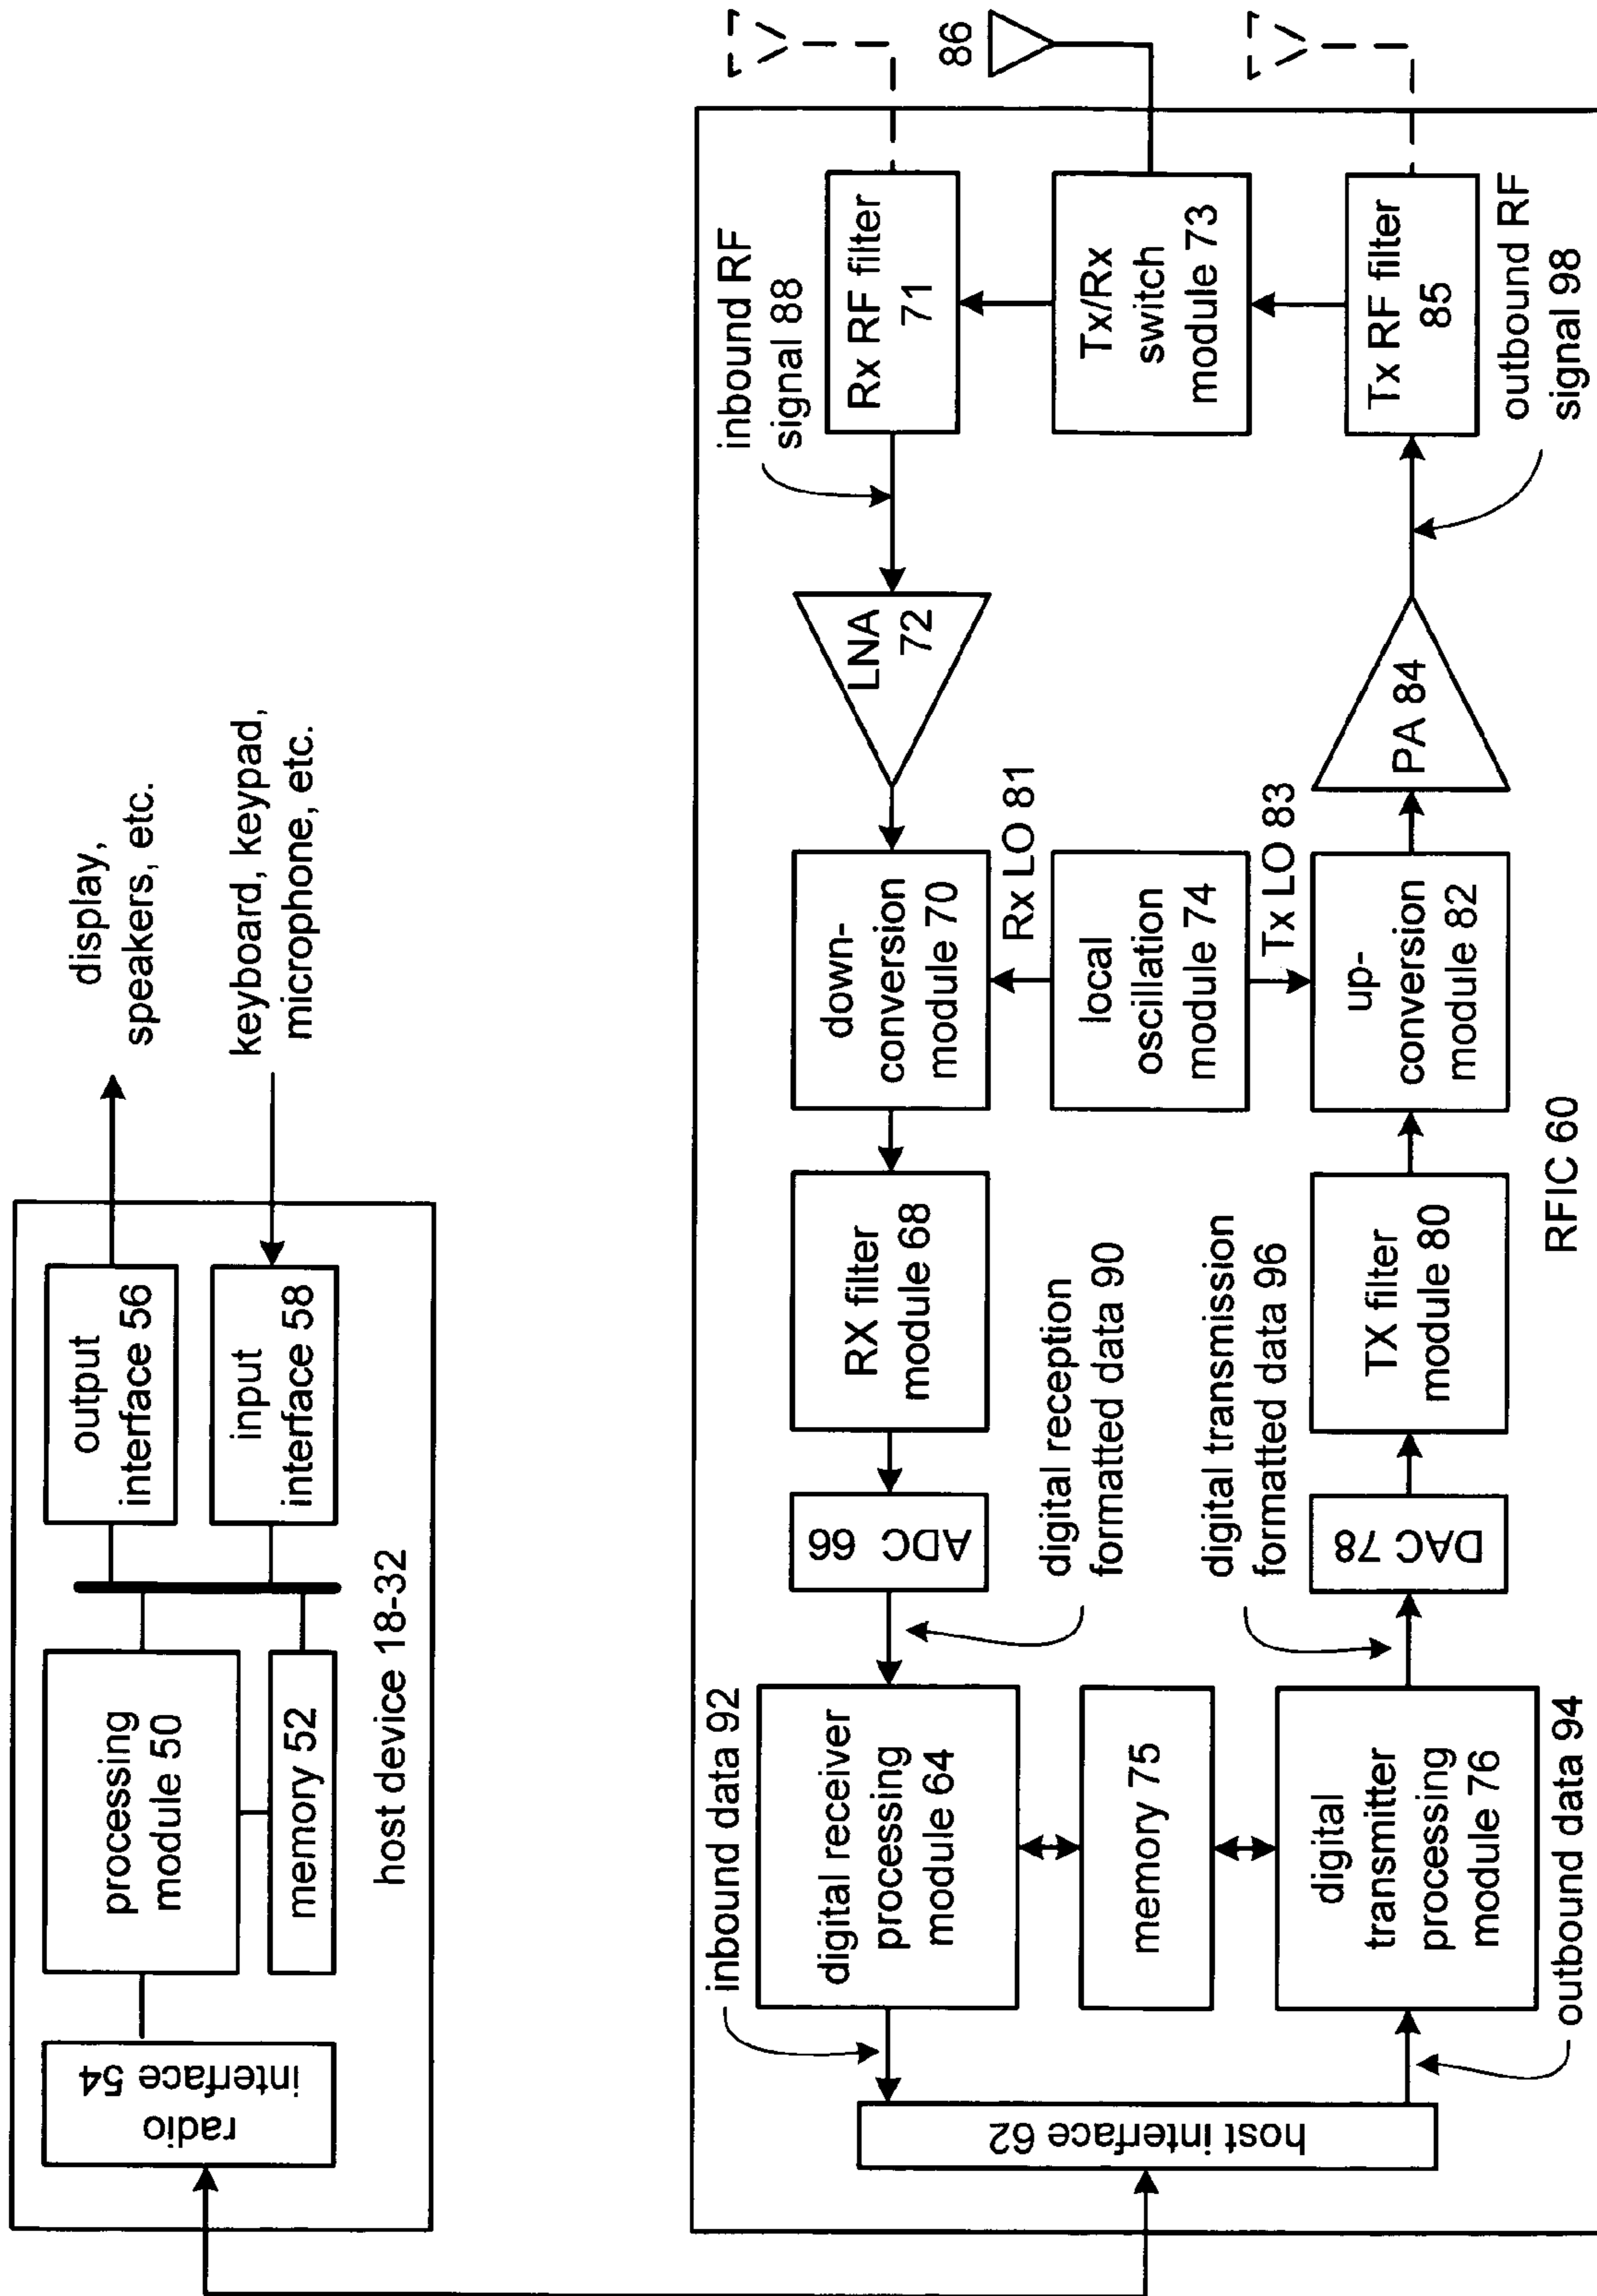 display,
speakers, etc.
keyboard, keypad,
microphone, etc.
radio
interface 54
processing
module 50
memory 52
output
interface 56
input
interface 58
host device 18-32
host interface 62
inbound data 92
digital receiver
processing
module 64
memory 75
digital
transmitter
processing
module 76
outbound data 94
ADC 66
digital reception
formatted data 90
digital transmission
formatted data 96
DAC 78
RX filter
module 68
TX filter
module 80
down-
conversion
module 70
Rx LO 81
local
oscillation
module 74
Tx LO 83
up-
conversion
module 82
RFIC 60
LNA
72
PA 84
inbound RF
signal 88
Rx RF filter
71
Tx/Rx
switch
module 73
Tx RF filter
85
outbound RF
signal 98
86